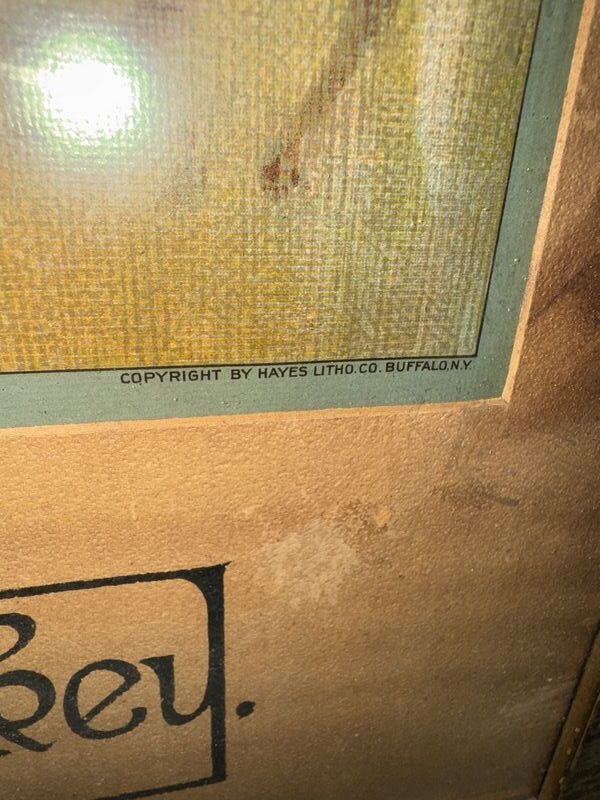 COPYRIGHT BY HAYES LITHO. CO. BUFFALO, N.Y.
key.